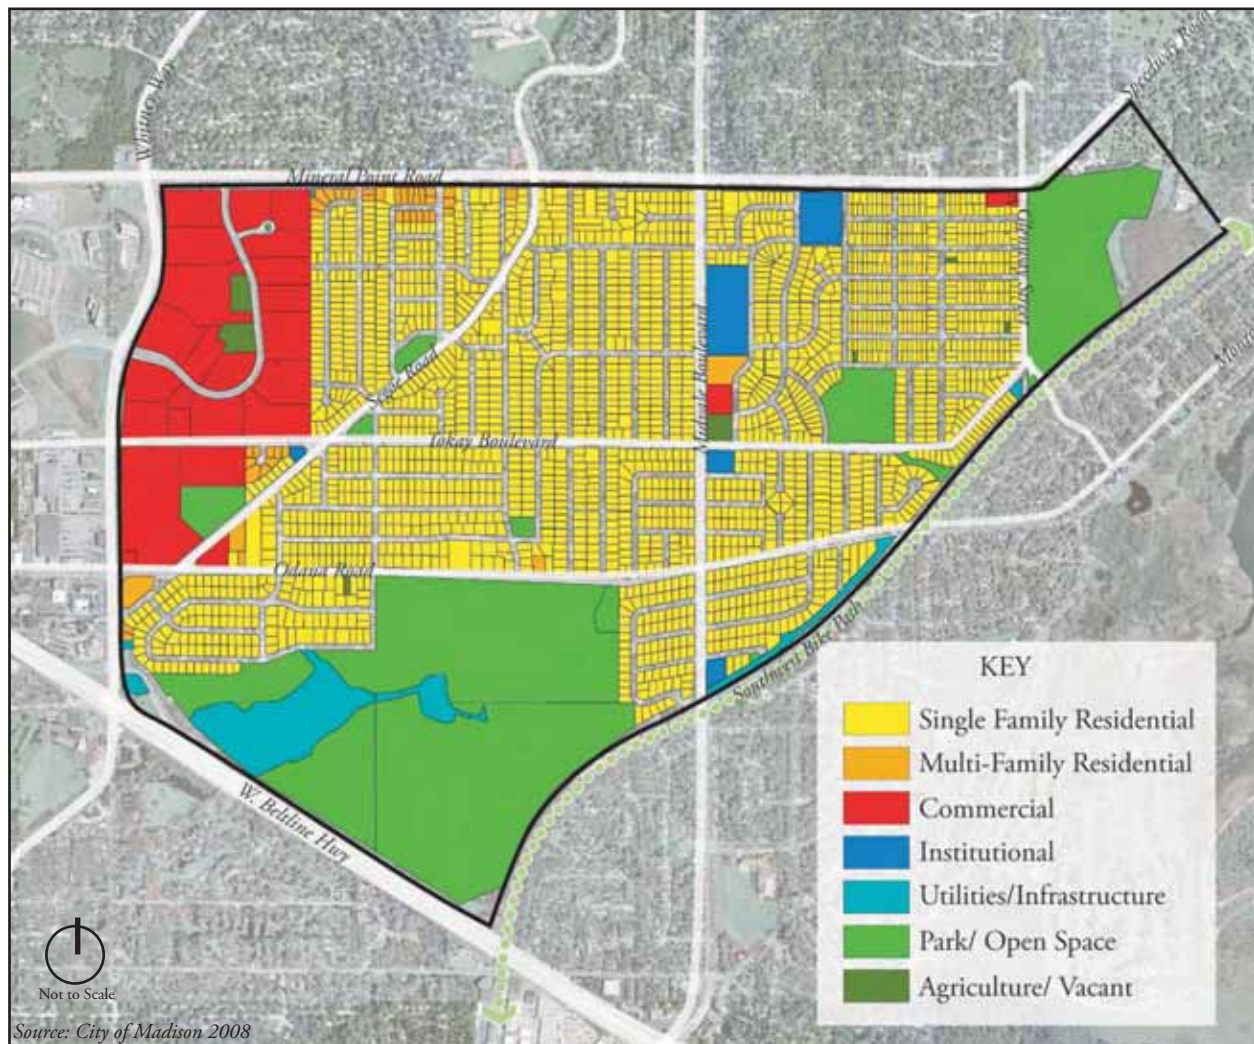 Speedway Road
Whitney Way
Mineral Point Road
Segoe Road
Midvale Boulevard
Tokay Boulevard
Odana Road
Southwest Bike Path
W. Beltline Hwy
KEY
Single Family Residential
Multi-Family Residential
Commercial
Institutional
Utilities/Infrastructure
Park/ Open Space
Agriculture/ Vacant
Not to Scale
Source: City of Madison 2008